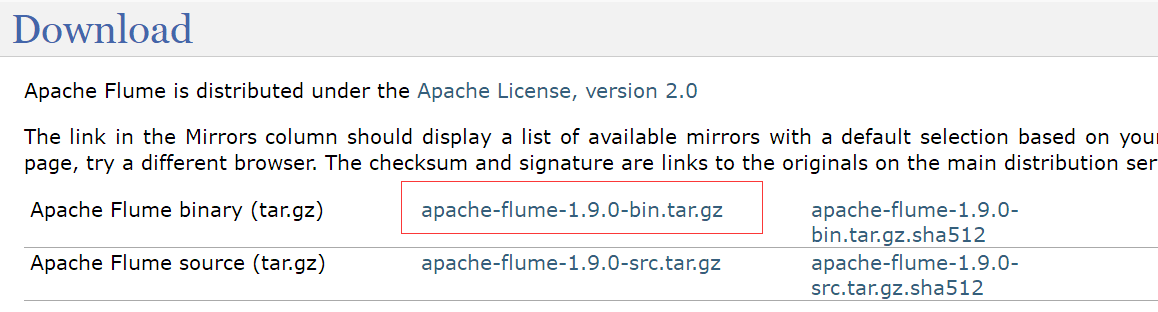 Download
Apache Flume is distributed under the Apache License, version 2.0
The link in the Mirrors column should display a list of available mirrors with a default selection based on your
page, try a different browser. The checksum and signature are links to the originals on the main distribution ser
Apache Flume binary (tar.gz) apache-flume-1.9.0-bin.tar.gz apache-flume-1.9.0-
bin.tar.gz.sha512
Apache Flume source (tar.gz) apache-flume-1.9.0-src.tar.gz apache-flume-1.9.0-
src.tar.gz.sha512